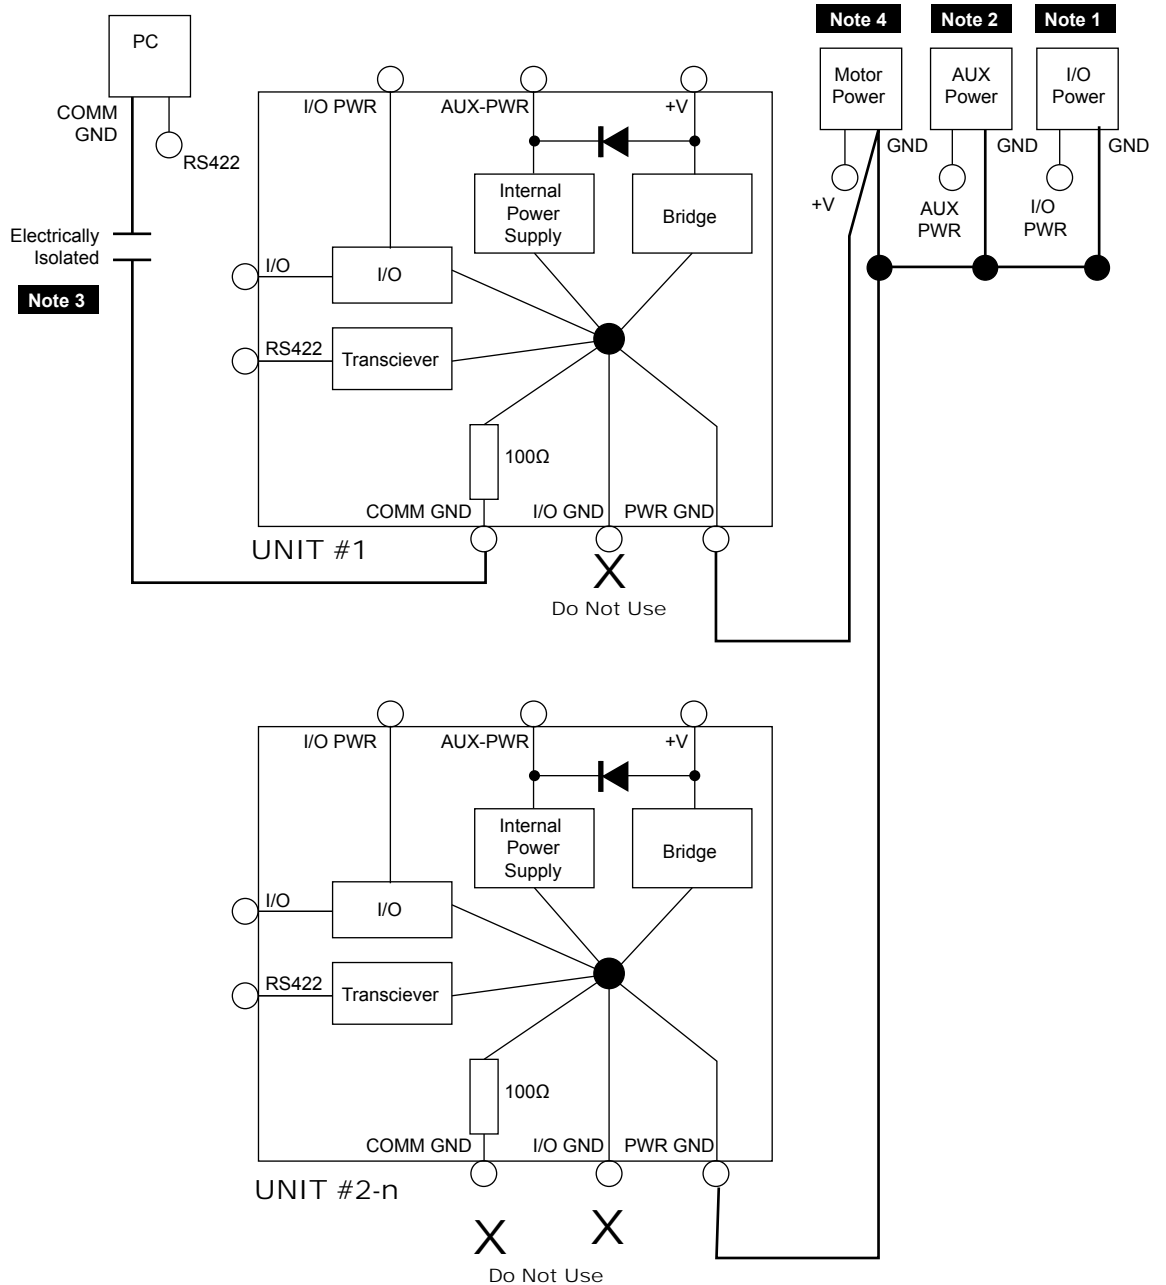 PC
COMM
GND
RS422
Electrically
Isolated
Note 3
Note 4
Note 2
Note 1
Motor
Power
AUX
Power
I/O
Power
GND
GND
GND
+V
AUX
PWR
I/O
PWR
I/O PWR
AUX-PWR
+V
Internal
Power
Supply
Bridge
I/O
I/O
RS422
Transciever
100Ω
COMM GND
I/O GND
PWR GND
UNIT #1
X
Do Not Use
I/O PWR
AUX-PWR
+V
Internal
Power
Supply
Bridge
I/O
I/O
RS422
Transciever
100Ω
COMM GND
I/O GND
PWR GND
UNIT #2-n
X
X
Do Not Use